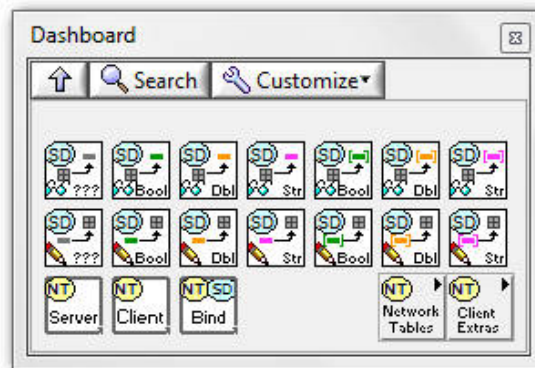 Dashboard
Search Customize
SD SD SD SD SD SD SD
??? Bool Dbl Str Bool Dbl Str
SD SD SD SD SD SD SD
??? Bool Dbl Str Bool Dbl Str
NT NT NT SD NT NT
Server Client Bind Network Tables Client Extras